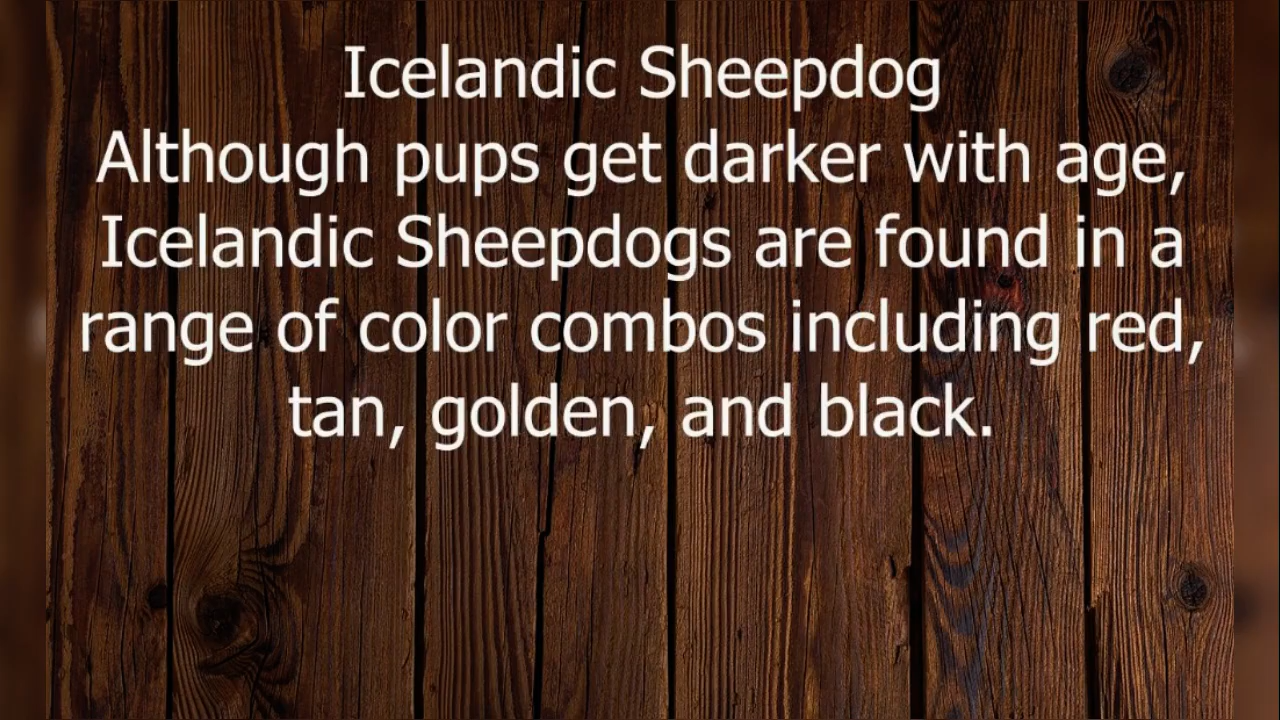 Icelandic Sheepdog
Although pups get darker with age,
Icelandic Sheepdogs are found in a
range of color combos including red,
tan, golden, and black.